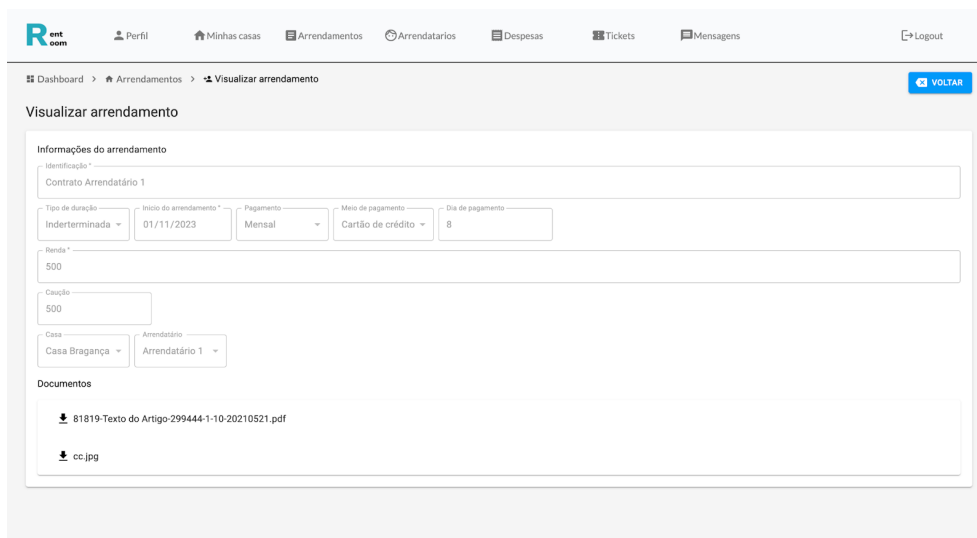 Rent Room Perfil Minhas casas Arrendamentos Arrendatarios Despesas Tickets Mensagens Logout
Dashboard > Arrendamentos > Visualizar arrendamento VOLTAR
Visualizar arrendamento
Informações do arrendamento
Identificação *
Contrato Arrendatário 1
Tipo de duração Inicio do arrendamento * Pagamento Meio de pagamento Dia de pagamento
Inderterminada 01/11/2023 Mensal Cartão de crédito 8
Renda *
500
Caução
500
Casa Arrendatário
Casa Bragança Arrendatário 1
Documentos
81819-Texto do Artigo-299444-1-10-20210521.pdf
cc.jpg